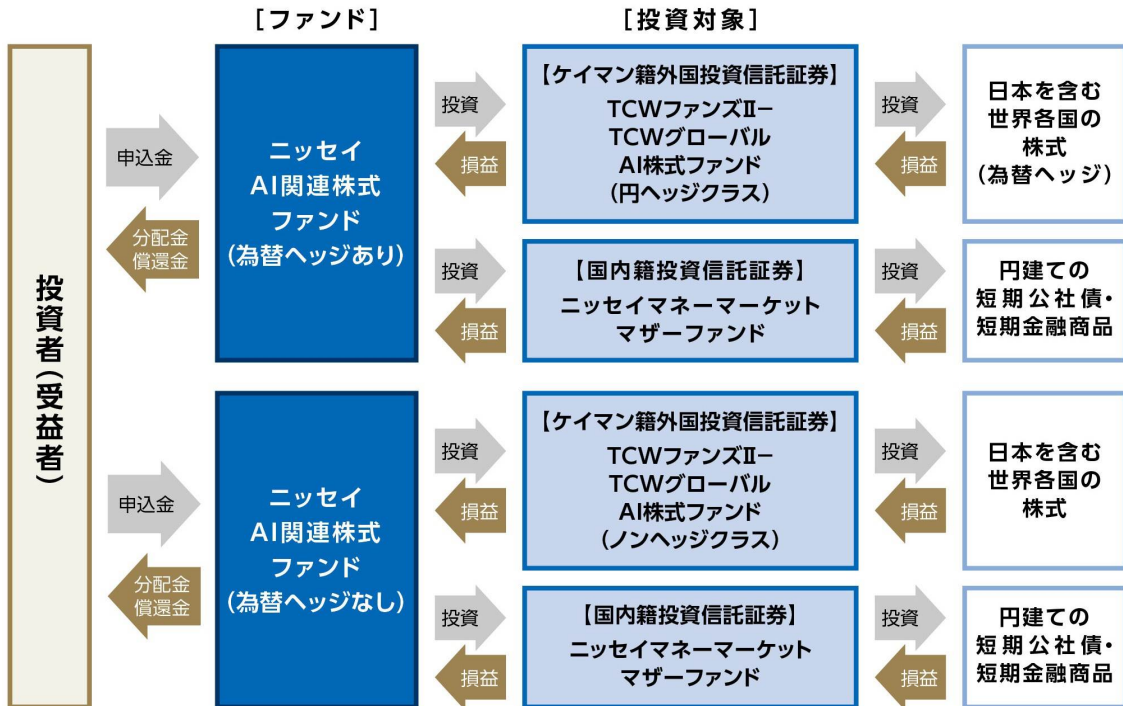 ［ファンド］
［投資対象］
投資者（受益者）
申込金
分配金
償還金
ニッセイ
AI関連株式
ファンド
（為替ヘッジあり）
投資
損益
【ケイマン籍外国投資信託証券】
TCWファンズⅡ－
TCWグローバル
AI株式ファンド
（円ヘッジクラス）
投資
損益
日本を含む
世界各国の
株式
（為替ヘッジ）
投資
損益
【国内籍投資信託証券】
ニッセイマネーマーケット
マザーファンド
投資
損益
円建ての
短期公社債・
短期金融商品
申込金
分配金
償還金
ニッセイ
AI関連株式
ファンド
（為替ヘッジなし）
投資
損益
【ケイマン籍外国投資信託証券】
TCWファンズⅡ－
TCWグローバル
AI株式ファンド
（ノンヘッジクラス）
投資
損益
日本を含む
世界各国の
株式
投資
損益
【国内籍投資信託証券】
ニッセイマネーマーケット
マザーファンド
投資
損益
円建ての
短期公社債・
短期金融商品